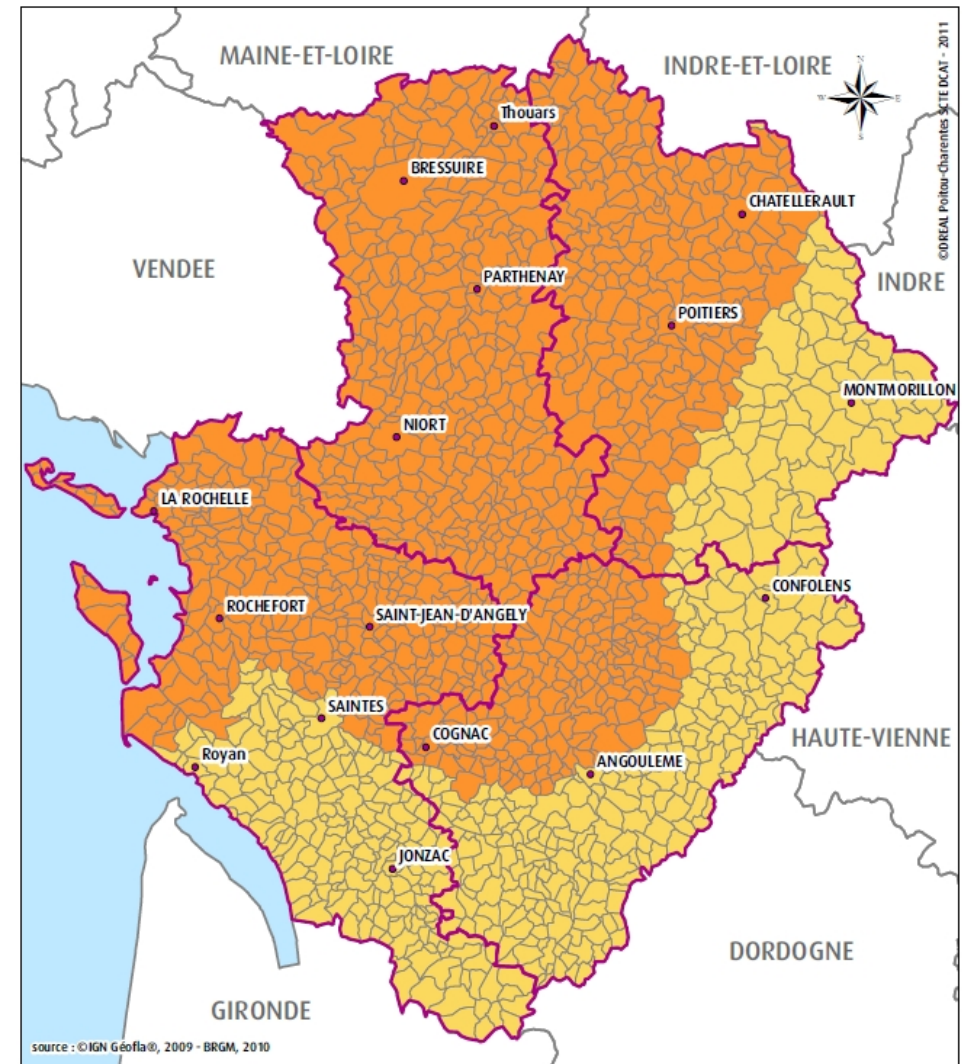 MAINE-ET-LOIRE
INDRE-ET-LOIRE
N
W E
S
©DREAL Poitou-Charentes SCTE DCAT - 2011
Thouars
BRESSUIRE
CHATELLERAULT
VENDEE
PARTHENAY
INDRE
POITIERS
MONTMORILLON
NIORT
LA ROCHELLE
CONFOLENS
ROCHEFORT
SAINT-JEAN-D'ANGELY
SAINTES
COGNAC
HAUTE-VIENNE
Royan
ANGOULEME
JONZAC
DORDOGNE
GIRONDE
source : ©IGN Géofla®, 2009 - BRGM, 2010